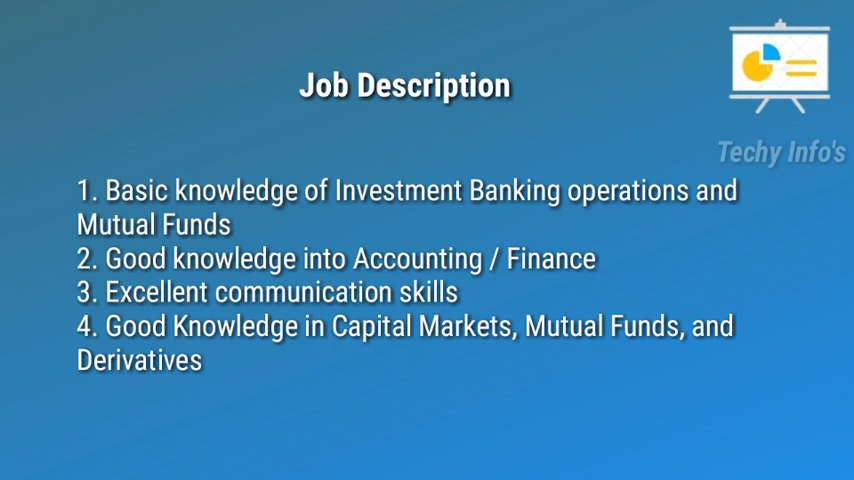 Job Description
Techy Info's
1. Basic knowledge of Investment Banking operations and
Mutual Funds
2. Good knowledge into Accounting / Finance
3. Excellent communication skills
4. Good Knowledge in Capital Markets, Mutual Funds, and
Derivatives